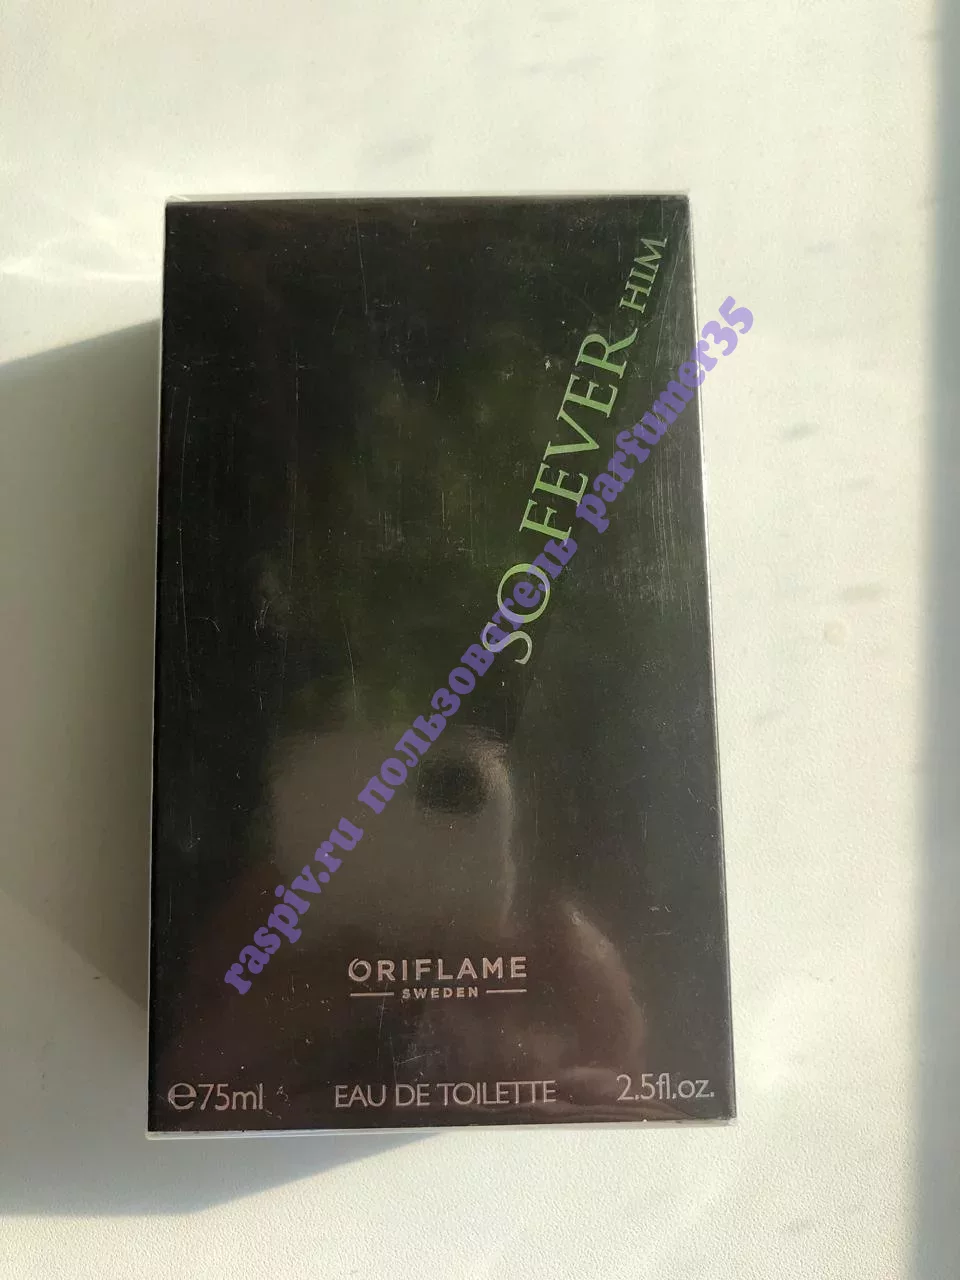 SO FEVER HIM
raspiv.ru пользователь parfumer35
ORIFLAME
SWEDEN
℮75ml EAU DE TOILETTE 2.5fl.oz.